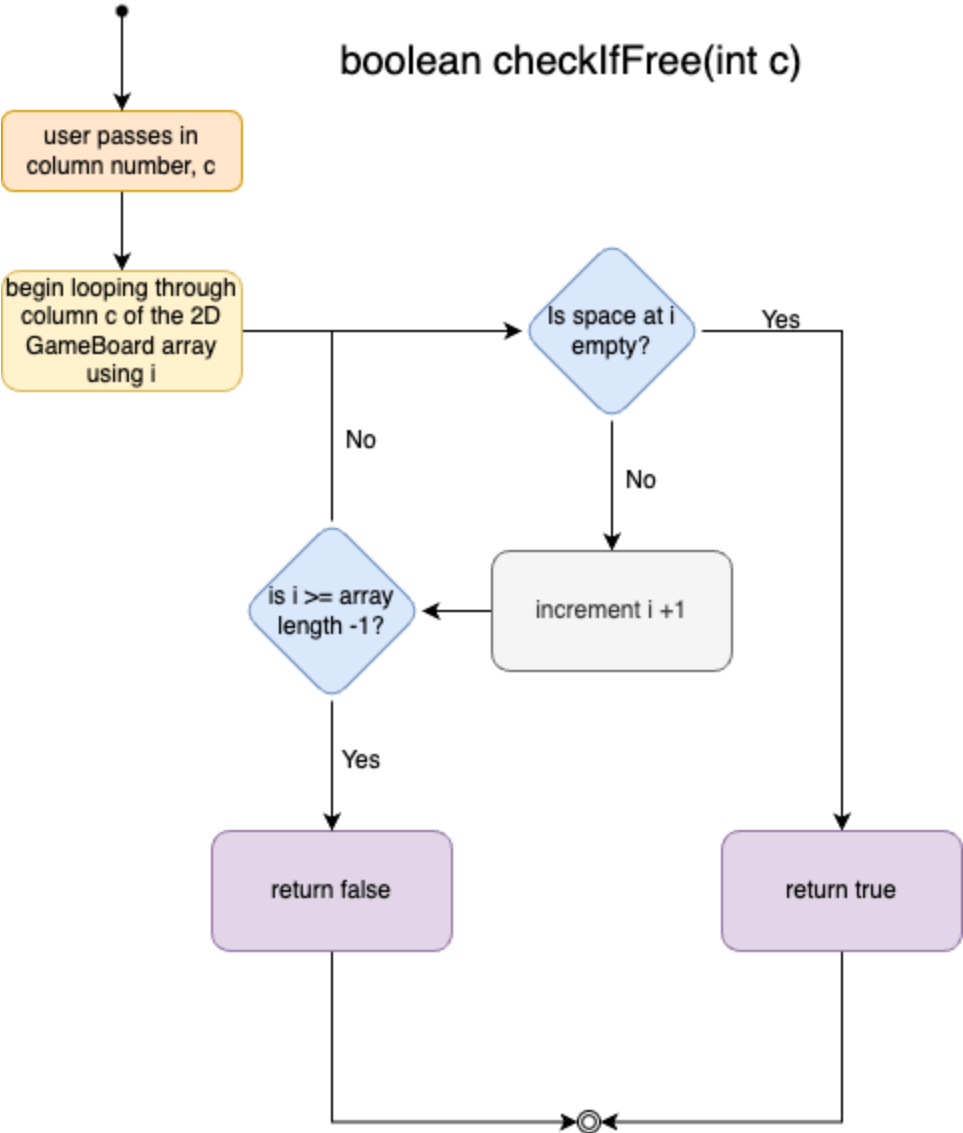 boolean checkIfFree(int c)
user passes in
column number, c
begin looping through
column c of the 2D
GameBoard array
using i
Is space at i
empty?
Yes
No
No
increment i +1
is i >= array
length -1?
Yes
return false
return true